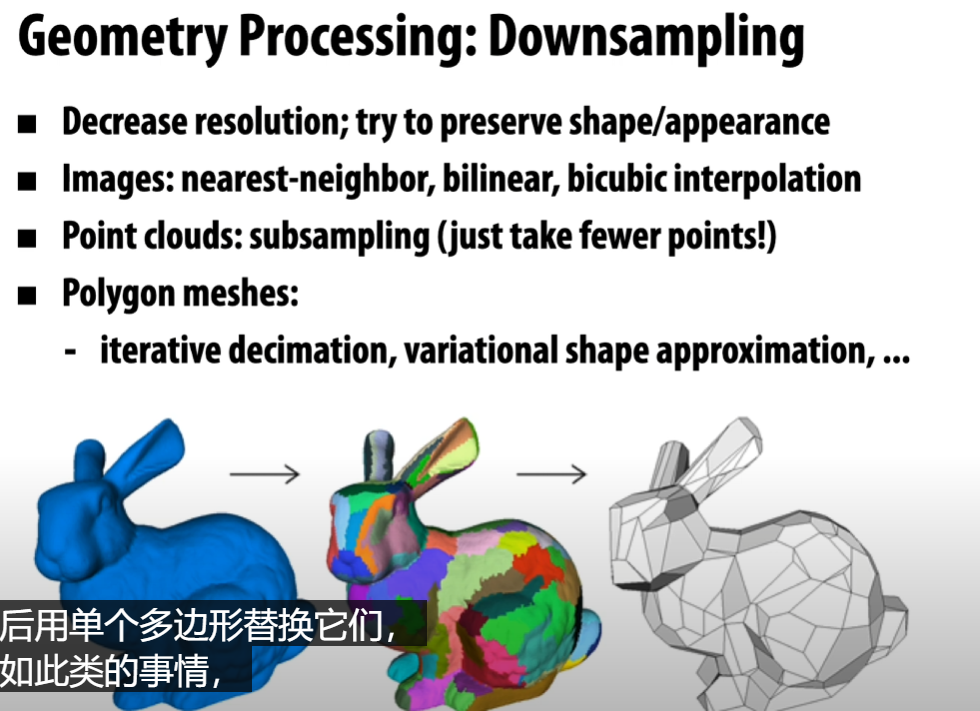 Geometry Processing: Downsampling
Decrease resolution; try to preserve shape/appearance
Images: nearest-neighbor, bilinear, bicubic interpolation
Point clouds: subsampling (just take fewer points!)
Polygon meshes:
- iterative decimation, variational shape approximation, ...
后用单个多边形替换它们，
如此类的事情，